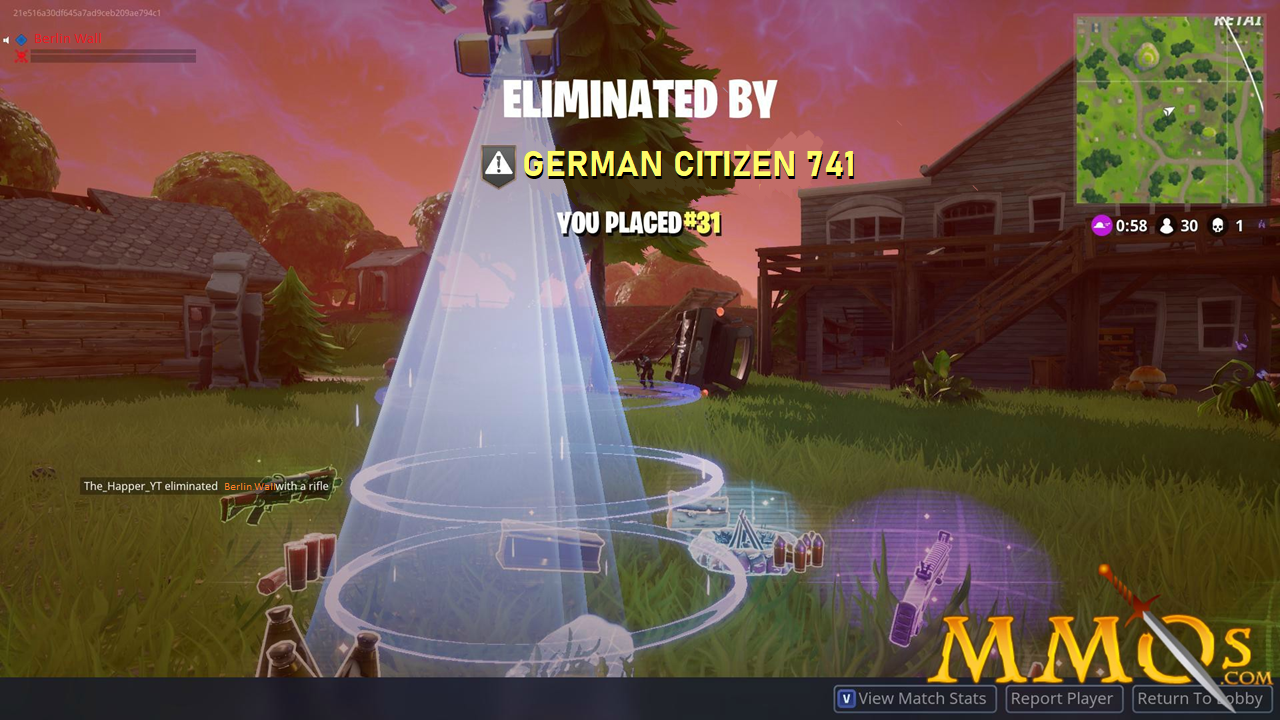 21e516a30df645a7ad9ceb209ae794c1
Berlin Wall
RETAI
ELIMINATED BY
GERMAN CITIZEN 741
YOU PLACED #31
0:58 30 1
The_Happer_YT eliminated Berlin Wall with a rifle
MMOs
.COM
V View Match Stats Report Player Return To Lobby